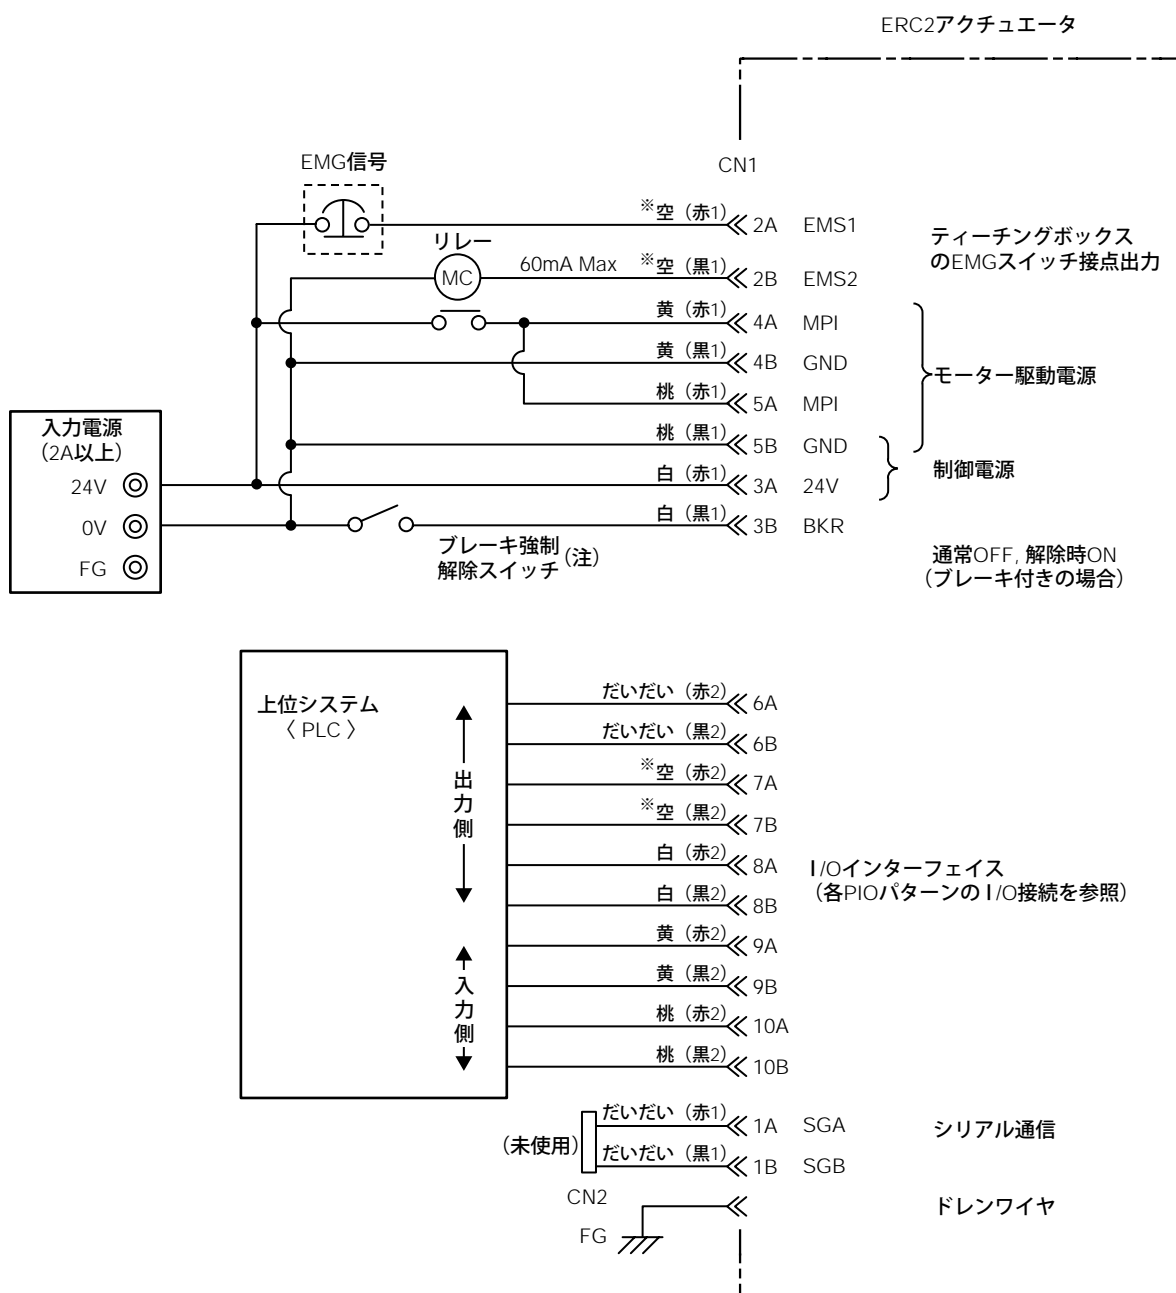 ERC2アクチュエータ
CN1
EMG信号
※空（赤1） 2A EMS1
リレー
MC
60mA Max
※空（黒1） 2B EMS2
ティーチングボックス
のEMGスイッチ接点出力
黄（赤1） 4A MPI
黄（黒1） 4B GND
桃（赤1） 5A MPI
モーター駆動電源
桃（黒1） 5B GND
白（赤1） 3A 24V
制御電源
白（黒1） 3B BKR
入力電源
（2A以上）
24V
0V
FG
ブレーキ強制
解除スイッチ（注）
通常OFF, 解除時ON
（ブレーキ付きの場合）
上位システム
〈 PLC 〉
出力側
入力側
だいだい（赤2） 6A
だいだい（黒2） 6B
※空（赤2） 7A
※空（黒2） 7B
白（赤2） 8A
白（黒2） 8B
黄（赤2） 9A
黄（黒2） 9B
桃（赤2） 10A
桃（黒2） 10B
I/Oインターフェイス
（各PIOパターンのI/O接続を参照）
（未使用）
だいだい（赤1） 1A SGA
だいだい（黒1） 1B SGB
シリアル通信
CN2
FG
ドレンワイヤ